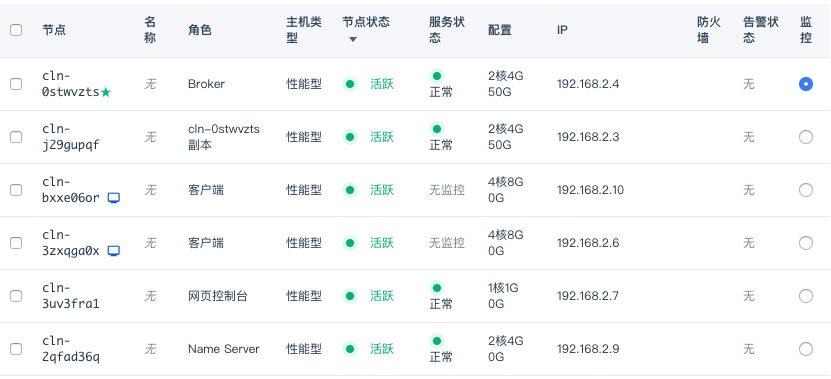 节点 名称 角色 主机类型 节点状态 服务状态 配置 IP 防火墙 告警状态 监控
cln-0stwvzts★ 无 Broker 性能型 活跃 正常 2核4G 50G 192.168.2.4 无
cln-j29gupqf 无 cln-0stwvzts 副本 性能型 活跃 正常 2核4G 50G 192.168.2.3 无
cln-bxxe06or 无 客户端 性能型 活跃 无监控 4核8G 0G 192.168.2.10 无
cln-3zxqga0x 无 客户端 性能型 活跃 无监控 4核8G 0G 192.168.2.6 无
cln-3uv3fra1 无 网页控制台 性能型 活跃 正常 1核1G 0G 192.168.2.7 无
cln-2qfad36q 无 Name Server 性能型 活跃 正常 2核4G 0G 192.168.2.9 无